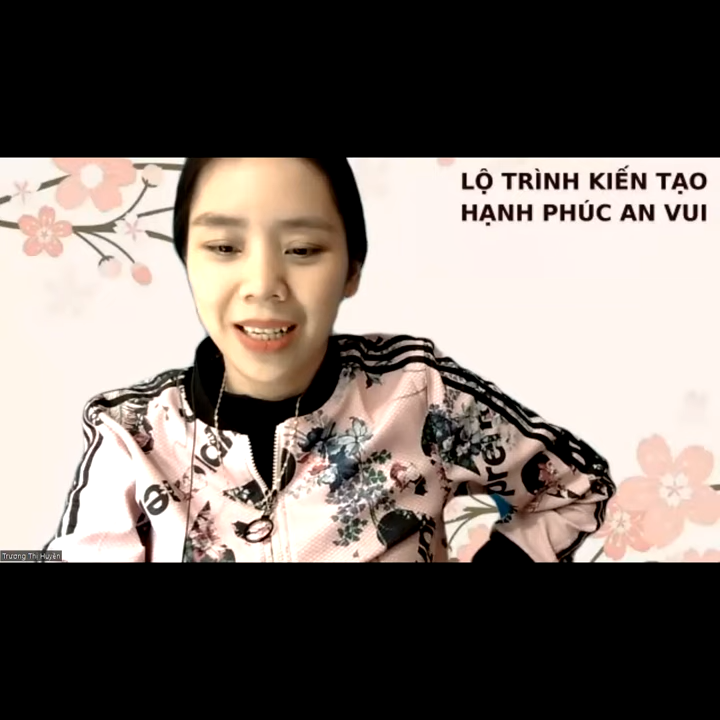 LỘ TRÌNH KIẾN TẠO
HẠNH PHÚC AN VUI
Trương Thị Huyền